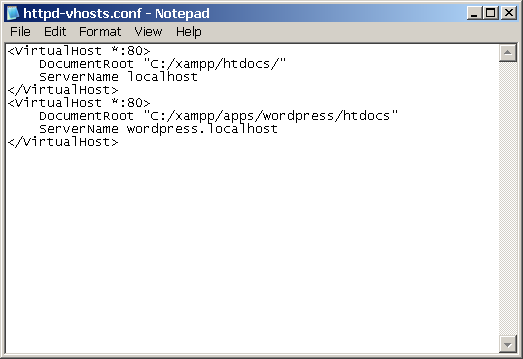 httpd-vhosts.conf - Notepad
File Edit Format View Help
<VirtualHost *:80>
    DocumentRoot "C:/xampp/htdocs/"
    ServerName localhost
</VirtualHost>
<VirtualHost *:80>
    DocumentRoot "C:/xampp/apps/wordpress/htdocs"
    ServerName wordpress.localhost
</VirtualHost>